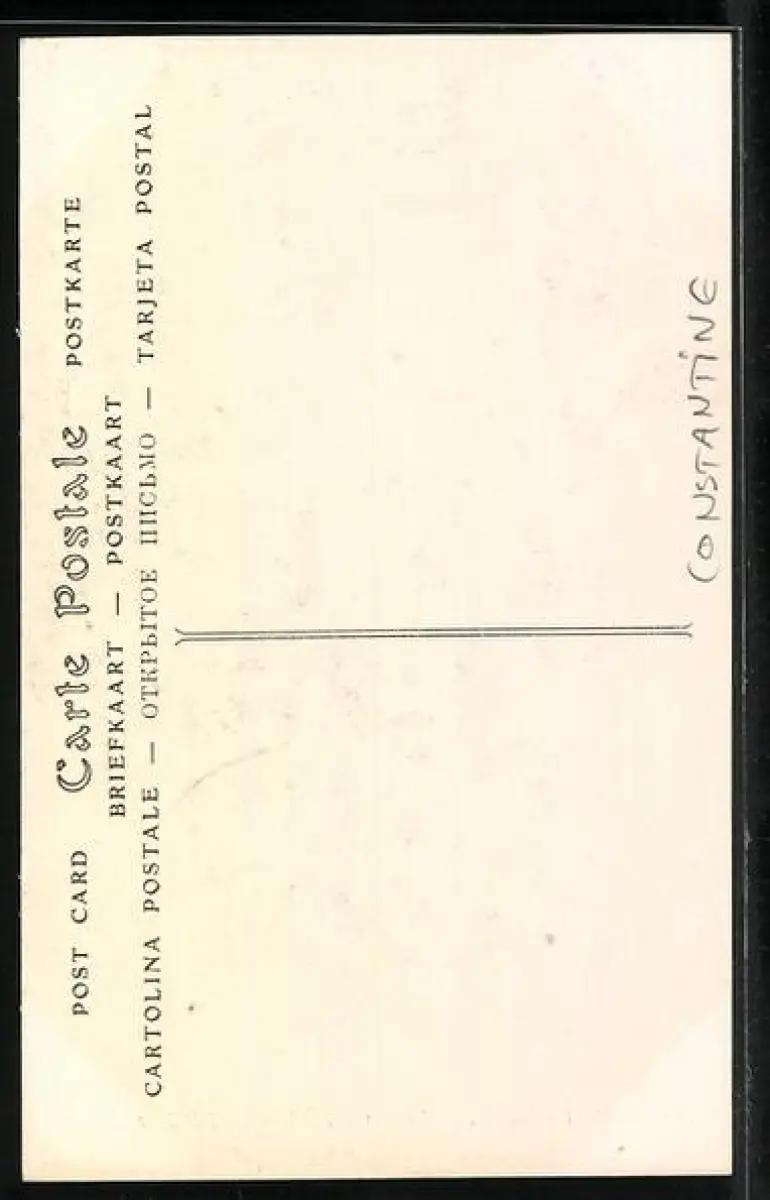 POST CARD Carte Postale POSTKARTE
BRIEFKAART — POSTKAART
CARTOLINA POSTALE — ОТКРЫТОЕ ПИСЬМО — TARJETA POSTAL
CONSTANTINE